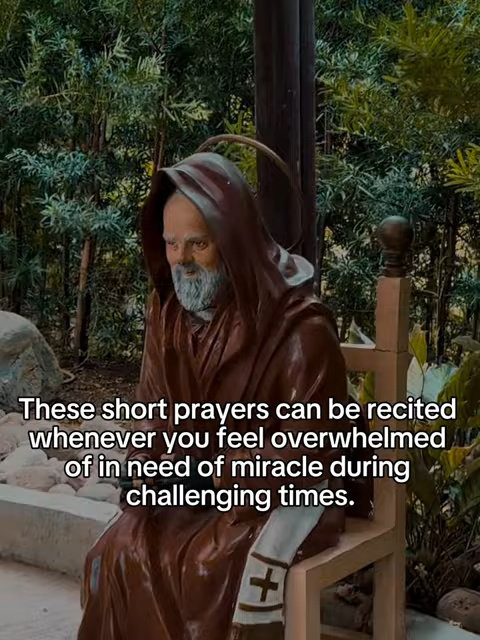 These short prayers can be recited
whenever you feel overwhelmed
of in need of miracle during
challenging times.